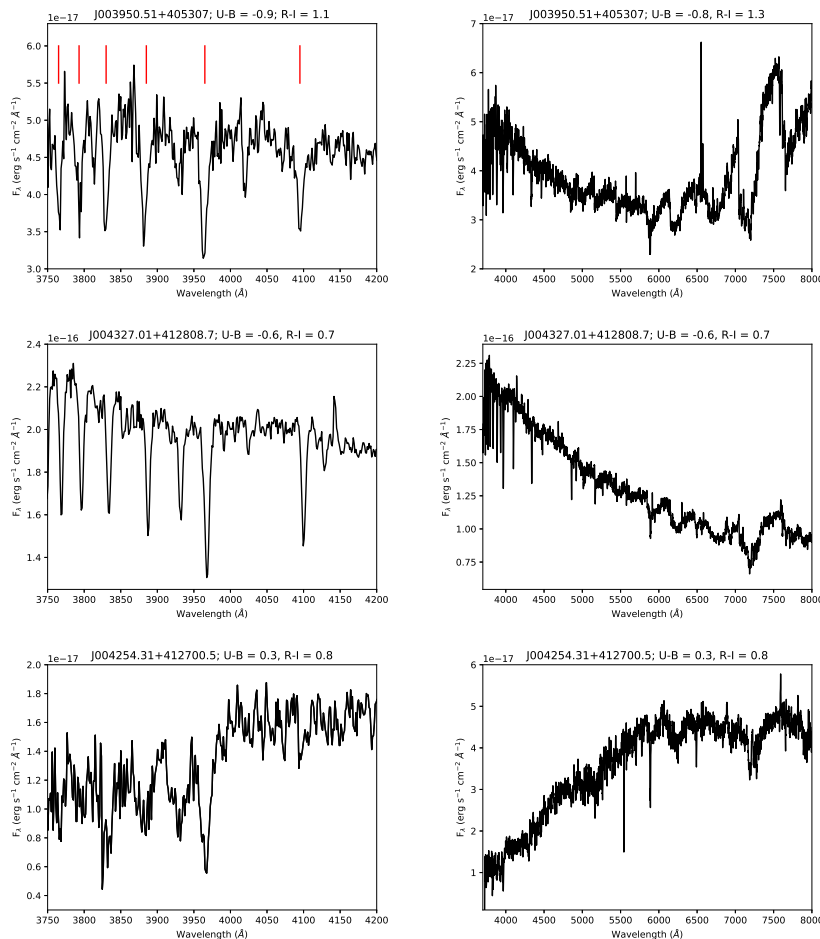 J003950.51+405307; U-B = -0.9; R-I = 1.1
1e−17
6.0
5.5
5.0
4.5
4.0
3.5
3.0
Fλ (erg s−1 cm−2 Å−1)
3750 3800 3850 3900 3950 4000 4050 4100 4150 4200
Wavelength (Å)
J003950.51+405307; U-B = -0.8, R-I = 1.3
1e−17
7
6
5
4
3
2
Fλ (erg s−1 cm−2 Å−1)
4000 4500 5000 5500 6000 6500 7000 7500 8000
Wavelength (Å)
J004327.01+412808.7; U-B = -0.6, R-I = 0.7
1e−16
2.4
2.2
2.0
1.8
1.6
1.4
Fλ (erg s−1 cm−2 Å−1)
3750 3800 3850 3900 3950 4000 4050 4100 4150 4200
Wavelength (Å)
J004327.01+412808.7; U-B = -0.6, R-I = 0.7
1e−16
2.25
2.00
1.75
1.50
1.25
1.00
0.75
Fλ (erg s−1 cm−2 Å−1)
4000 4500 5000 5500 6000 6500 7000 7500 8000
Wavelength (Å)
J004254.31+412700.5; U-B = 0.3, R-I = 0.8
1e−17
2.0
1.8
1.6
1.4
1.2
1.0
0.8
0.6
0.4
Fλ (erg s−1 cm−2 Å−1)
3750 3800 3850 3900 3950 4000 4050 4100 4150 4200
Wavelength (Å)
J004254.31+412700.5; U-B = 0.3, R-I = 0.8
1e−17
6
5
4
3
2
1
Fλ (erg s−1 cm−2 Å−1)
4000 4500 5000 5500 6000 6500 7000 7500 8000
Wavelength (Å)